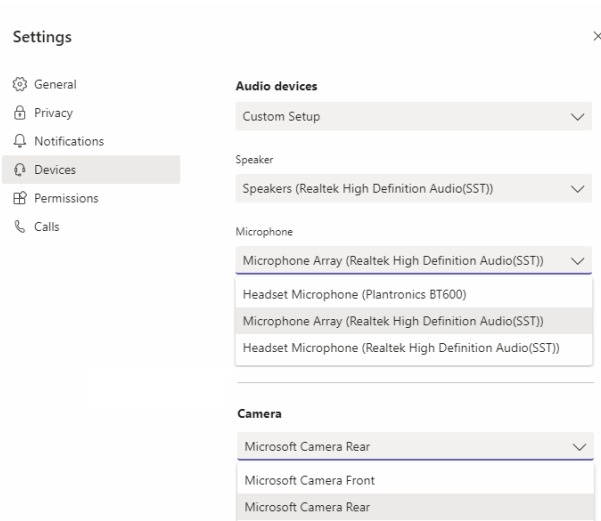 Settings
General
Privacy
Notifications
Devices
Permissions
Calls
Audio devices
Custom Setup
Speaker
Speakers (Realtek High Definition Audio(SST))
Microphone
Microphone Array (Realtek High Definition Audio(SST))
Headset Microphone (Plantronics BT600)
Microphone Array (Realtek High Definition Audio(SST))
Headset Microphone (Realtek High Definition Audio(SST))
Camera
Microsoft Camera Rear
Microsoft Camera Front
Microsoft Camera Rear